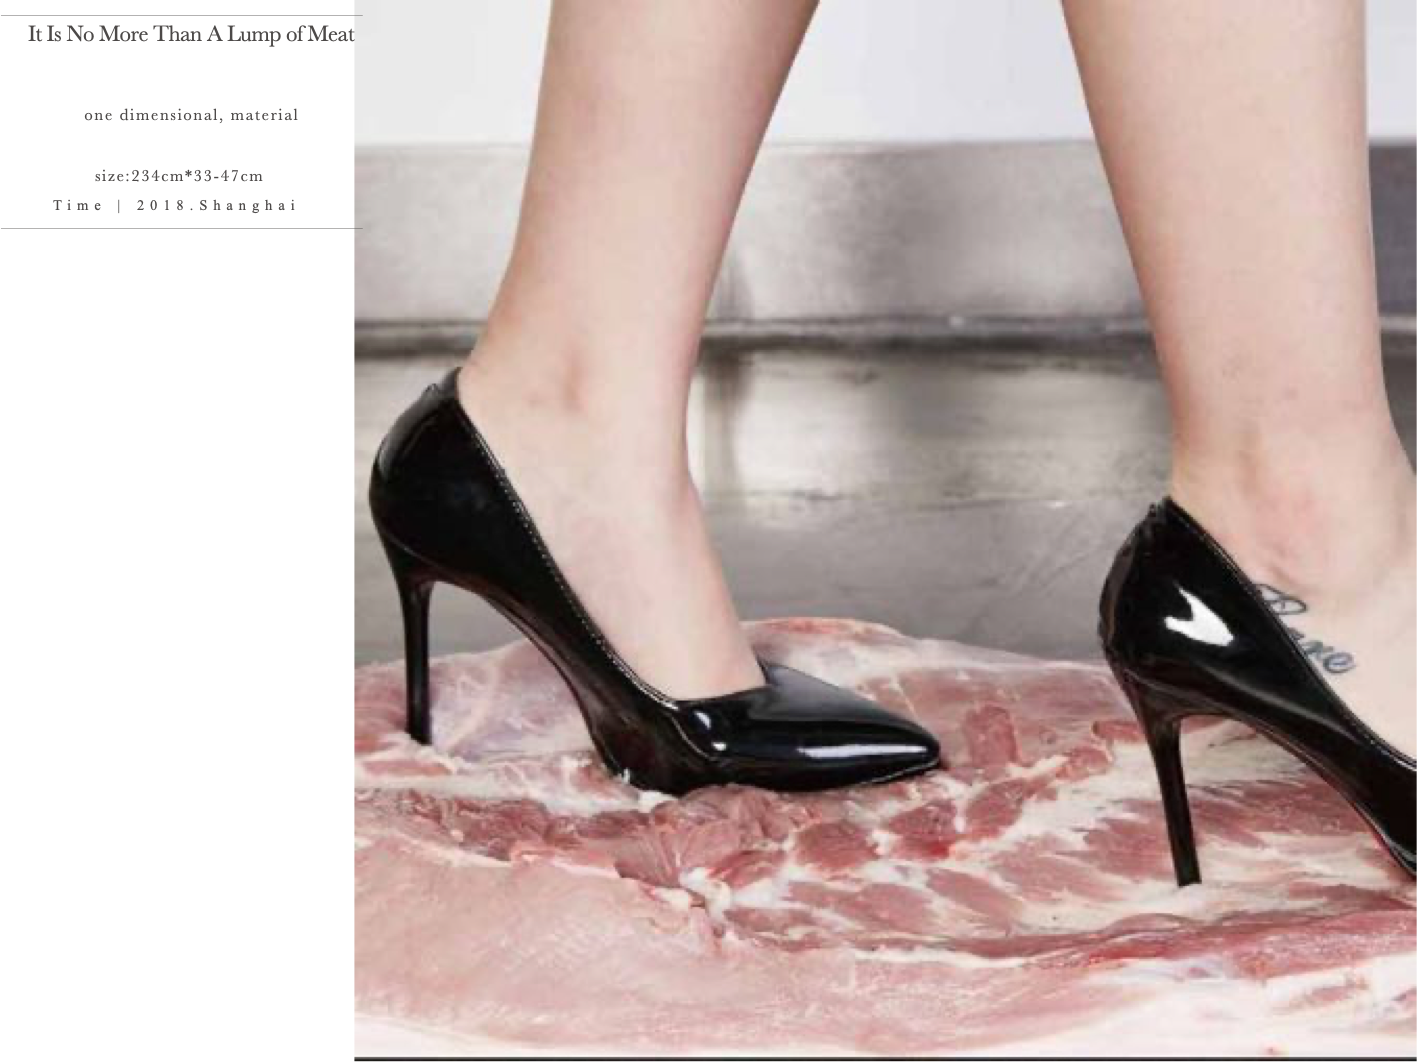 It Is No More Than A Lump of Meat
one dimensional, material
size:234cm*33-47cm
Time | 2018.Shanghai